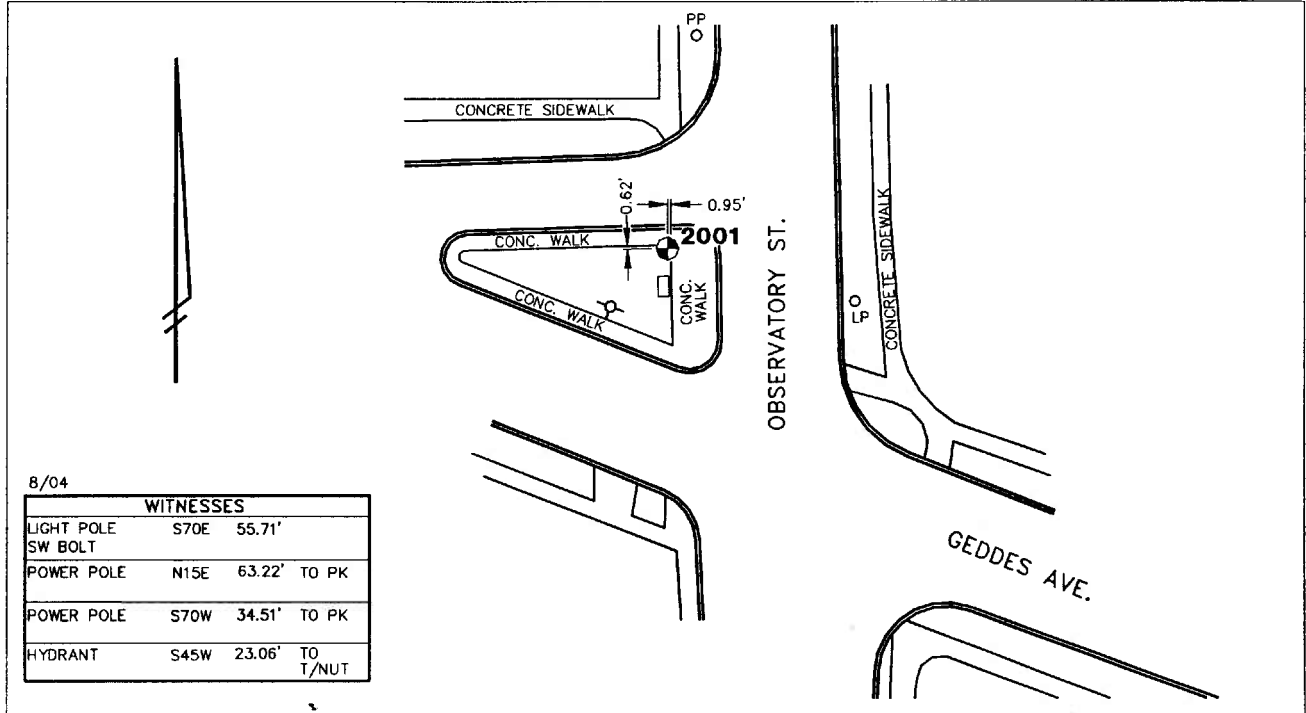 PP
CONCRETE SIDEWALK
0.62'
0.95'
2001
CONC. WALK
CONC. WALK
CONC.
WALK
OBSERVATORY ST.
CONCRETE SIDEWALK
LP
GEDDES AVE.
8/04
WITNESSES
LIGHT POLE S70E 55.71'
SW BOLT
POWER POLE N15E 63.22' TO PK
POWER POLE S70W 34.51' TO PK
HYDRANT S45W 23.06' TO
T/NUT